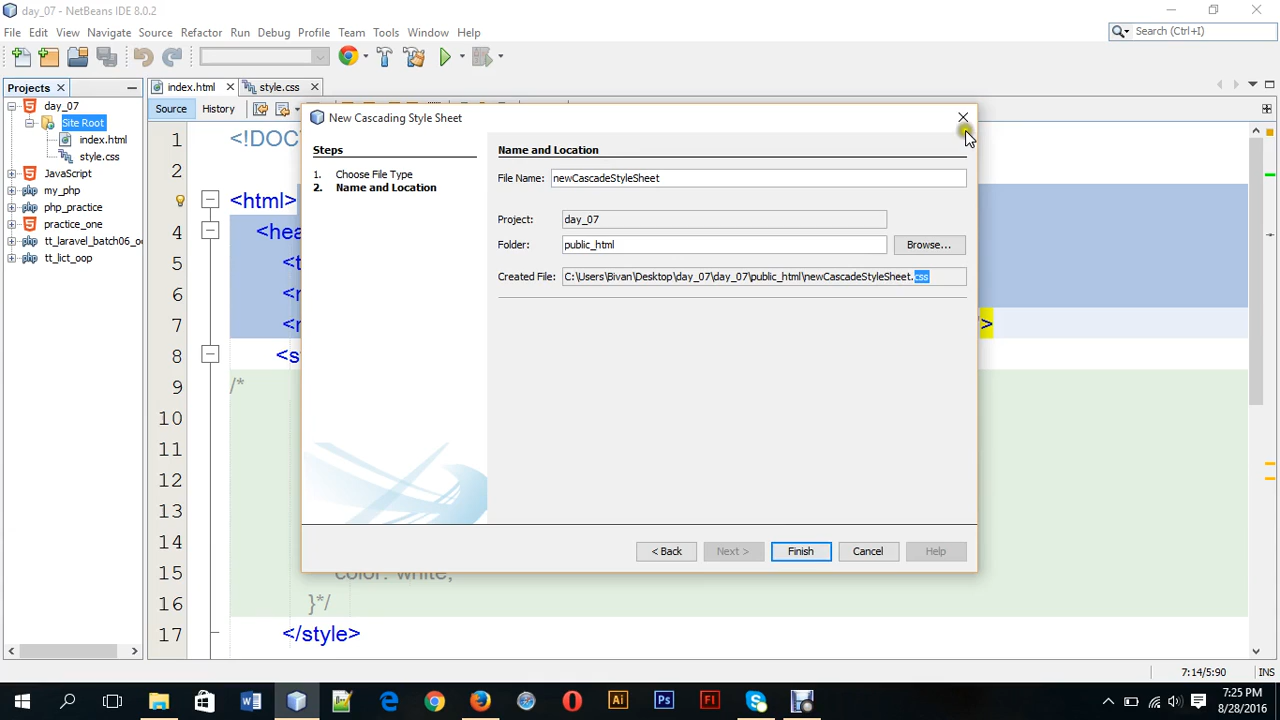 day_07 - NetBeans IDE 8.0.2
File Edit View Navigate Source Refactor Run Debug Profile Team Tools Window Help
Search (Ctrl+I)
Projects
index.html
style.css
Source
History
day_07
Site Root
index.html
style.css
JavaScript
my_php
php_practice
practice_one
tt_laravel_batch06_oo
tt_lict_oop
1 <!DOC
2
3 <html>
4 <hea
5 <t
6
7
8 <s
9 /*
10
11
12
13
14
15 color: white;
16 }*/
17 </style>
New Cascading Style Sheet
Steps
1. Choose File Type
2. Name and Location
Name and Location
File Name: newCascadeStyleSheet
Project: day_07
Folder: public_html
Browse...
Created File: C:\Users\Bivan\Desktop\day_07\day_07\public_html\newCascadeStyleSheet.css
< Back
Next >
Finish
Cancel
Help
7:14/5:90
INS
7:25 PM
8/28/2016